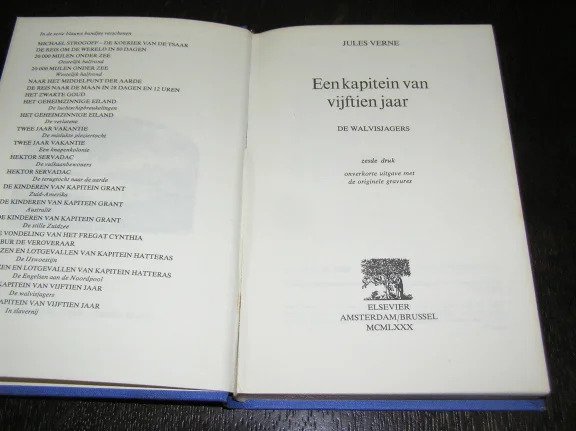 In de serie blauwe bandjes verschenen
MICHAEL STROGOFF – DE KOERIER VAN DE TSAAR
DE REIS OM DE WERELD IN 80 DAGEN
20 000 MIJLEN ONDER ZEE
Oostelijk halfrond
20 000 MIJLEN ONDER ZEE
Westelijk halfrond
NAAR HET MIDDELPUNT DER AARDE
DE REIS NAAR DE MAAN IN 28 DAGEN EN 12 UREN
HET ZWARTE GOUD
HET GEHEIMZINNIGE EILAND
De luchtschipbreukelingen
HET GEHEIMZINNIGE EILAND
De verlatene
TWEE JAAR VAKANTIE
De mislukte pleziertocht
TWEE JAAR VAKANTIE
Een knapenkolonie
HEKTOR SERVADAC
De vulkaanbewoners
HEKTOR SERVADAC
De terugtocht naar de aarde
DE KINDEREN VAN KAPITEIN GRANT
Zuid-Amerika
DE KINDEREN VAN KAPITEIN GRANT
Australië
DE KINDEREN VAN KAPITEIN GRANT
De stille Zuidzee
E VONDELING VAN HET FREGAT CYNTHIA
BUR DE VEROVERAAR
ZEN EN LOTGEVALLEN VAN KAPITEIN HATTERAS
De IJswoestijn
ZEN EN LOTGEVALLEN VAN KAPITEIN HATTERAS
De Engelsen aan de Noordpool
KAPITEIN VAN VIJFTIEN JAAR
De walvisjagers
KAPITEIN VAN VIJFTIEN JAAR
In slavernij
JULES VERNE
Een kapitein van
vijftien jaar
DE WALVISJAGERS
zesde druk
onverkorte uitgave met
de originele gravures
ELSEVIER
AMSTERDAM/BRUSSEL
MCMLXXX